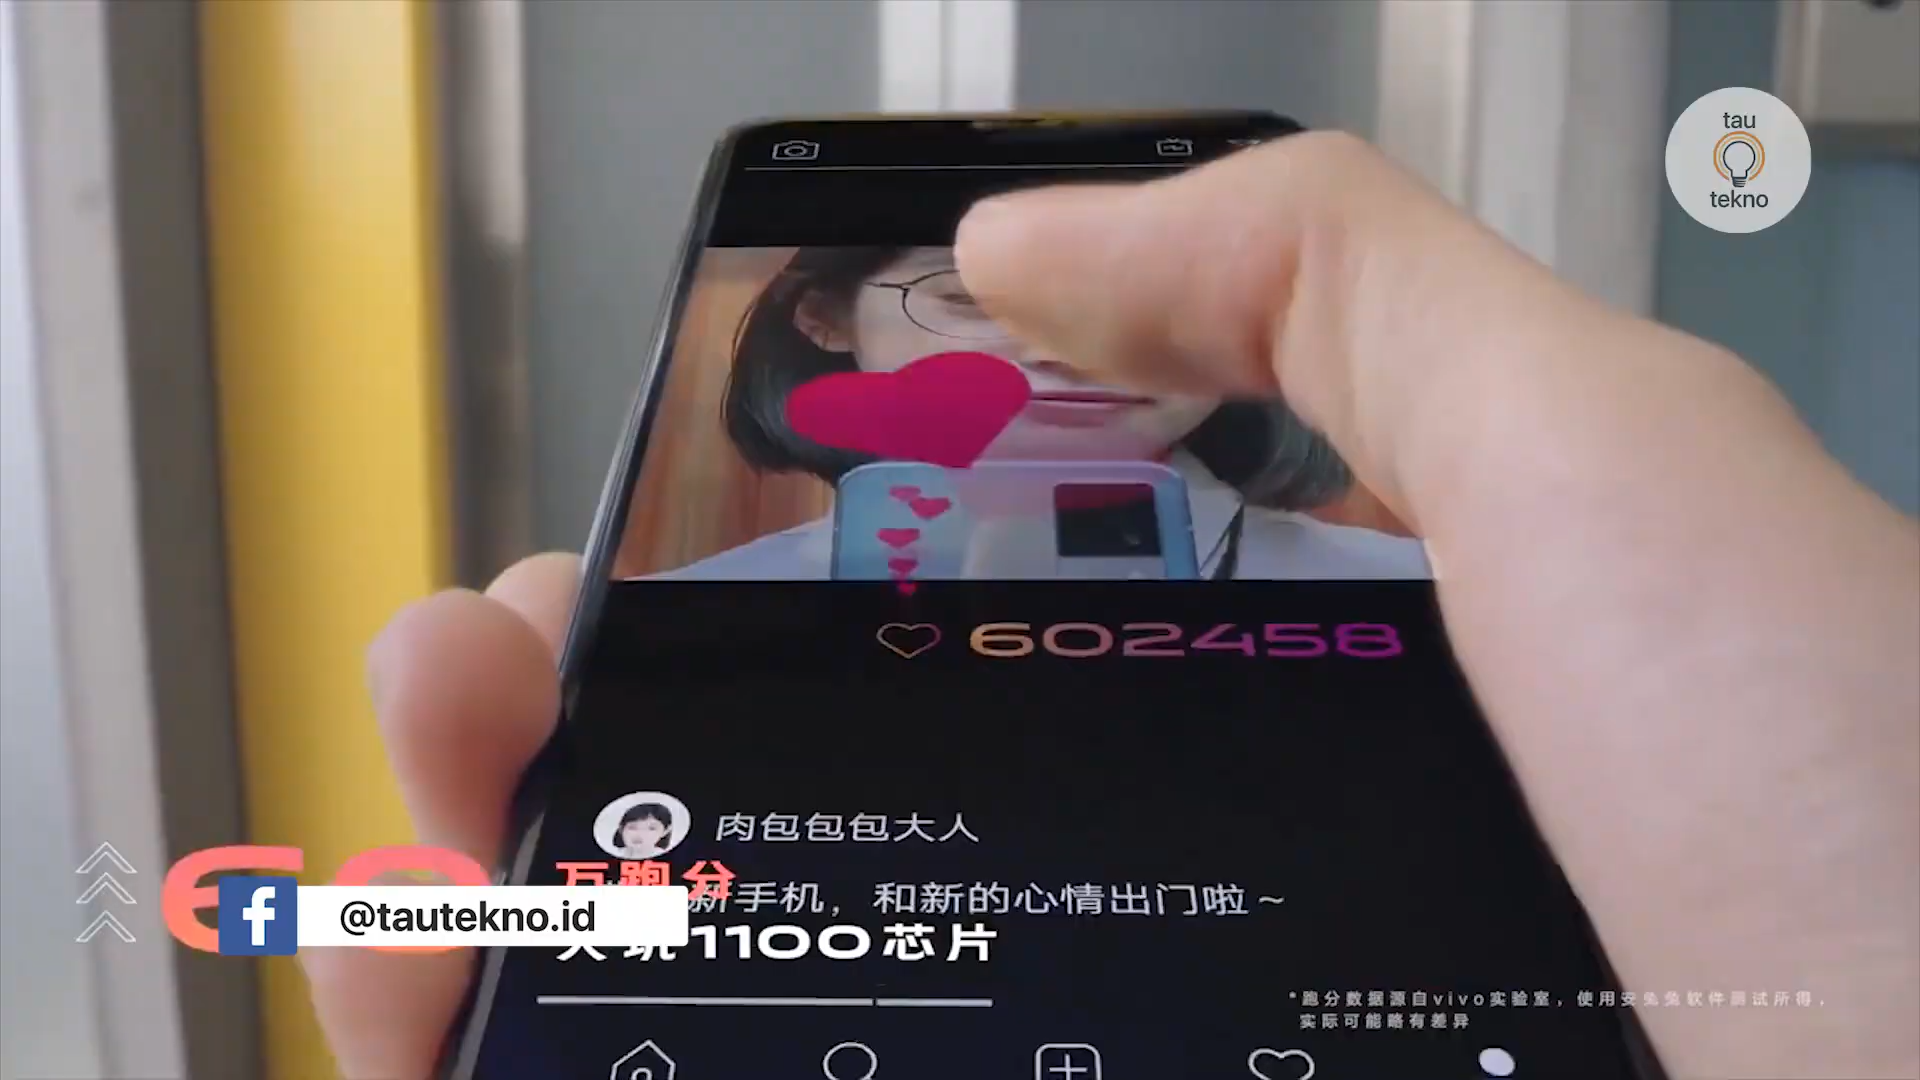 tau
tekno
602458
肉包包包大人
万跑分
新手机，和新的心情出门啦～
@tautekno.id
1100芯片
*跑分数据源自vivo实验室，使用安兔兔软件测试所得，
实际可能略有差异